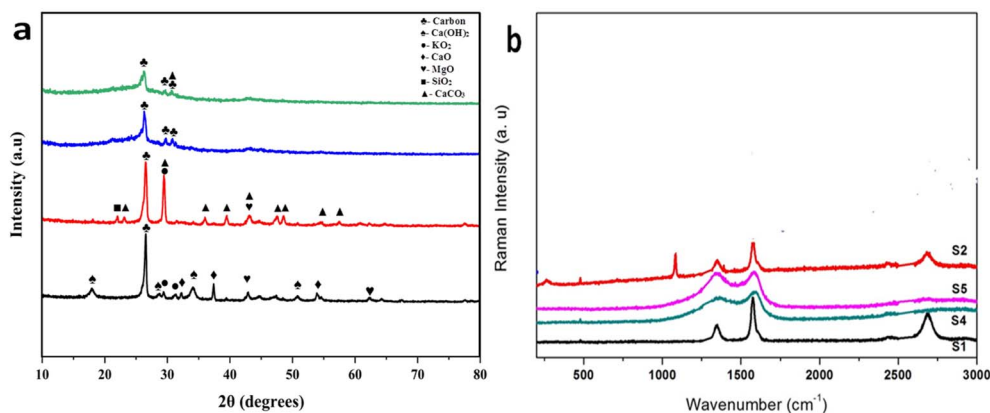 a
♣- Carbon
♠- Ca(OH)₂
●- KO₂
♦- CaO
♥- MgO
■- SiO₂
▲- CaCO₃
Intensity (a.u)
10 20 30 40 50 60 70 80
2θ (degrees)
b
Raman Intensity (a. u)
S2
S5
S4
S1
500 1000 1500 2000 2500 3000
Wavenumber (cm⁻¹)